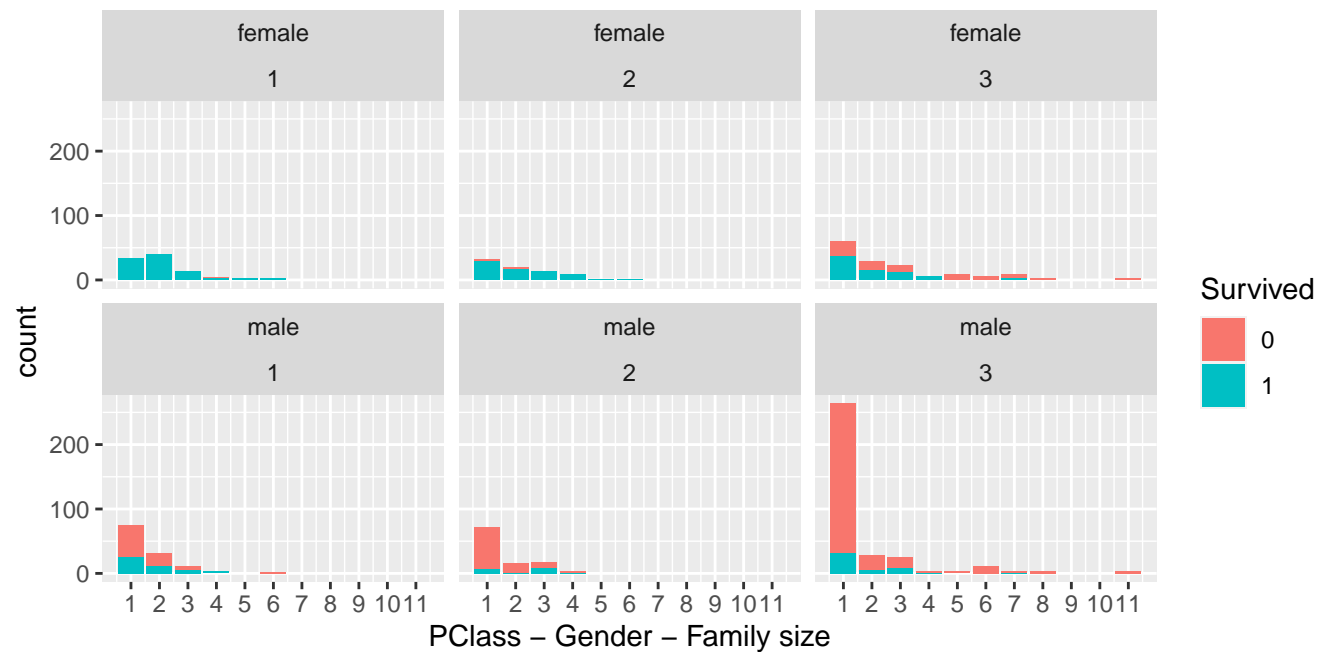 female female female
1 2 3
200
100
0
male male male
1 2 3
200
100
0
1 2 3 4 5 6 7 8 9 10 11 1 2 3 4 5 6 7 8 9 10 11 1 2 3 4 5 6 7 8 9 10 11
PClass – Gender – Family size
count
Survived
0
1